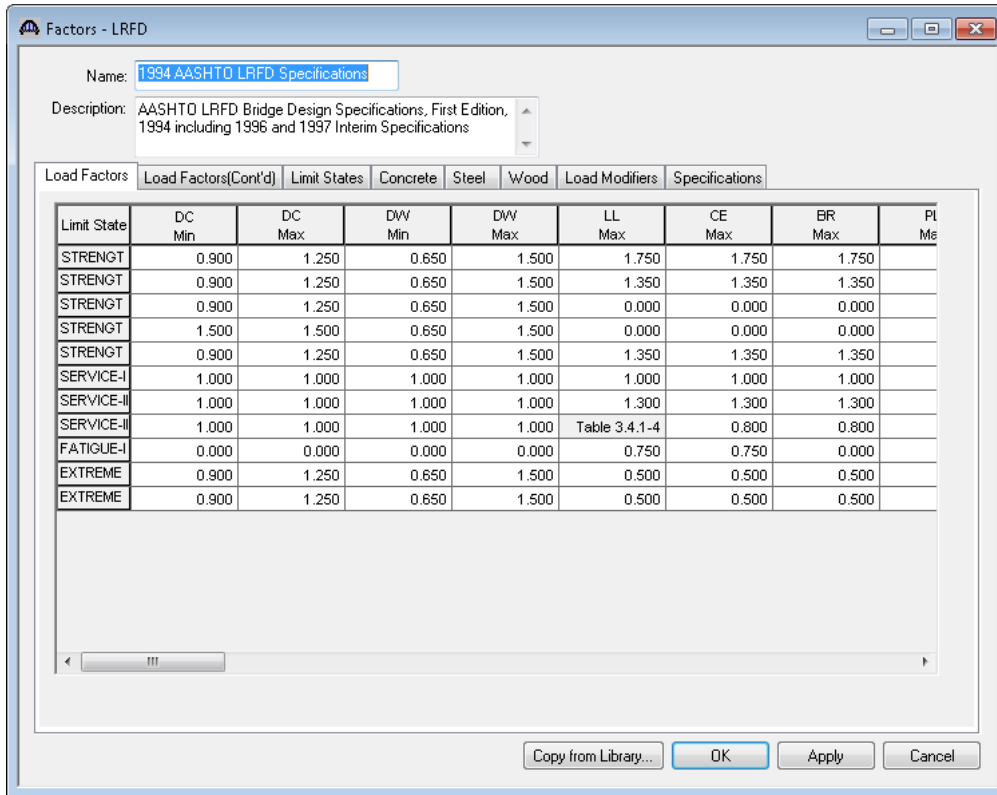 Factors - LRFD
Name: 1994 AASHTO LRFD Specifications
Description: AASHTO LRFD Bridge Design Specifications, First Edition,
1994 including 1996 and 1997 Interim Specifications
Load Factors Load Factors(Cont'd) Limit States Concrete Steel Wood Load Modifiers Specifications
Limit State DC Min DC Max DW Min DW Max LL Max CE Max BR Max
STRENGT 0.900 1.250 0.650 1.500 1.750 1.750 1.750
STRENGT 0.900 1.250 0.650 1.500 1.350 1.350 1.350
STRENGT 0.900 1.250 0.650 1.500 0.000 0.000 0.000
STRENGT 1.500 1.500 0.650 1.500 0.000 0.000 0.000
STRENGT 0.900 1.250 0.650 1.500 1.350 1.350 1.350
SERVICE-I 1.000 1.000 1.000 1.000 1.000 1.000 1.000
SERVICE-II 1.000 1.000 1.000 1.000 1.300 1.300 1.300
SERVICE-II 1.000 1.000 1.000 1.000 Table 3.4.1-4 0.800 0.800
FATIGUE-I 0.000 0.000 0.000 0.000 0.750 0.750 0.000
EXTREME 0.900 1.250 0.650 1.500 0.500 0.500 0.500
EXTREME 0.900 1.250 0.650 1.500 0.500 0.500 0.500
Copy from Library... OK Apply Cancel